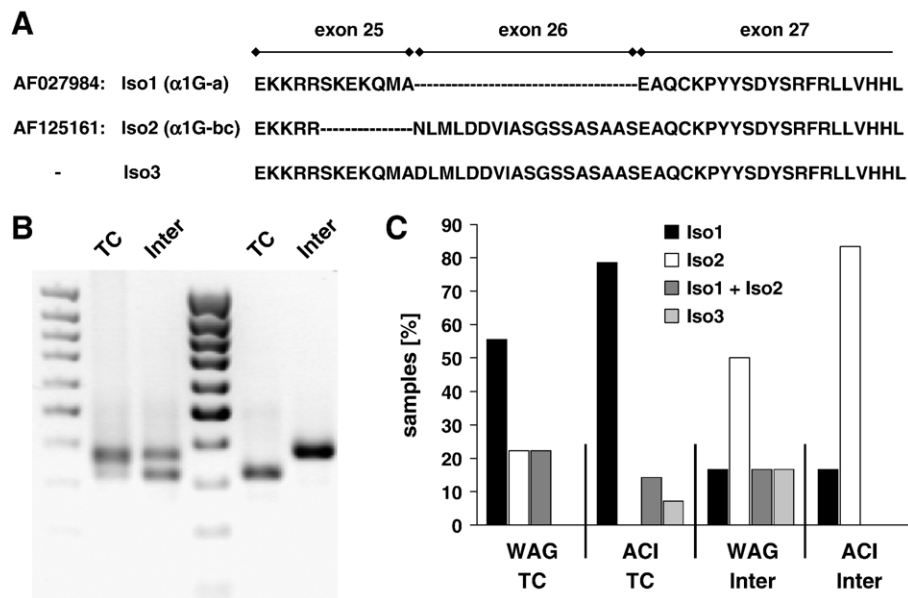 A
exon 25 exon 26 exon 27
AF027984: Iso1 (α1G-a) EKKRRSKEKQMA----------------------------------EAQCKPYYSDYSRFRLLVHHL
AF125161: Iso2 (α1G-bc) EKKRR--------------NLMLDDVIASGSSASAASEAQCKPYYSDYSRFRLLVHHL
- Iso3 EKKRRSKEKQMADLMLDDVIASGSSASAASEAQCKPYYSDYSRFRLLVHHL
B
TC Inter TC Inter
C
samples [%]
90
80
70
60
50
40
30
20
10
0
Iso1
Iso2
Iso1 + Iso2
Iso3
WAG ACI WAG ACI
TC TC Inter Inter